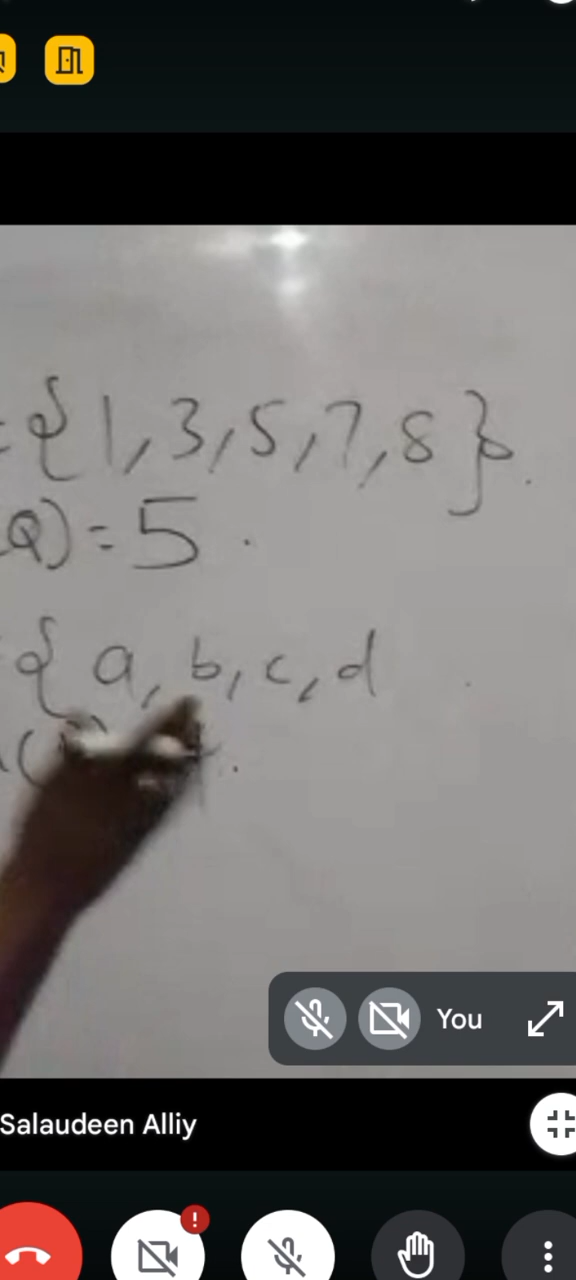 ={1,3,5,7,8}.
Q)=5.
{a,b,c,d
You
Salaudeen Alliy
!